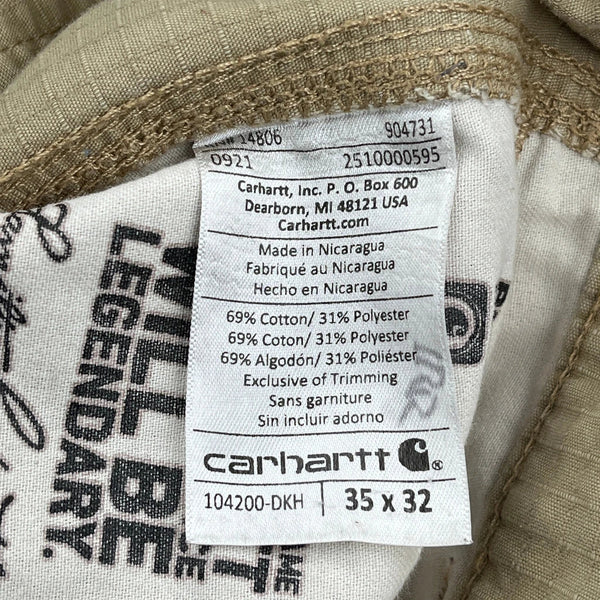 14806 904731
0921 2510000595
Carhartt, Inc. P. O. Box 600
Dearborn, MI 48121 USA
Carhartt.com
Made in Nicaragua
Fabriqué au Nicaragua
Hecho en Nicaragua
69% Cotton/ 31% Polyester
69% Coton/ 31% Polyester
69% Algodón/ 31% Poliéster
Exclusive of Trimming
Sans garniture
Sin incluir adorno
carhartt ®
104200-DKH 35 x 32
WILL BE
LEGENDARY.